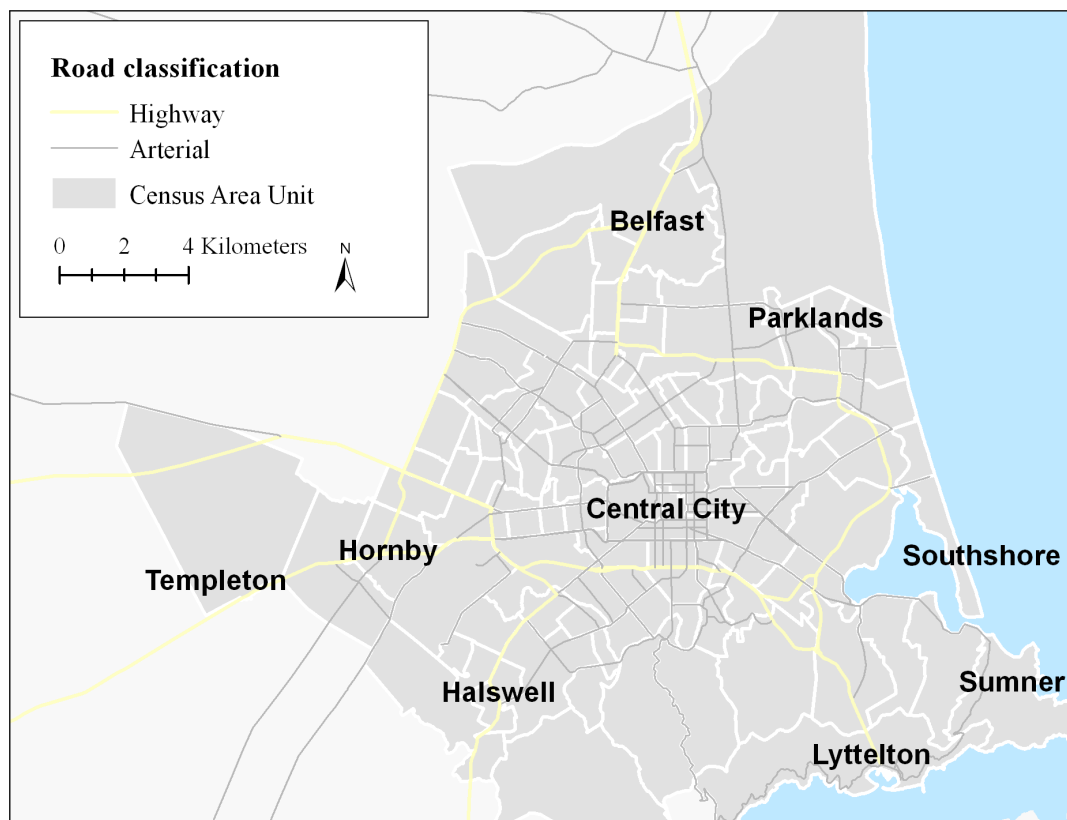 Road classification
Highway
Arterial
Census Area Unit
0 2 4 Kilometers
N
Belfast
Parklands
Central City
Hornby
Southshore
Templeton
Sumner
Halswell
Lyttelton